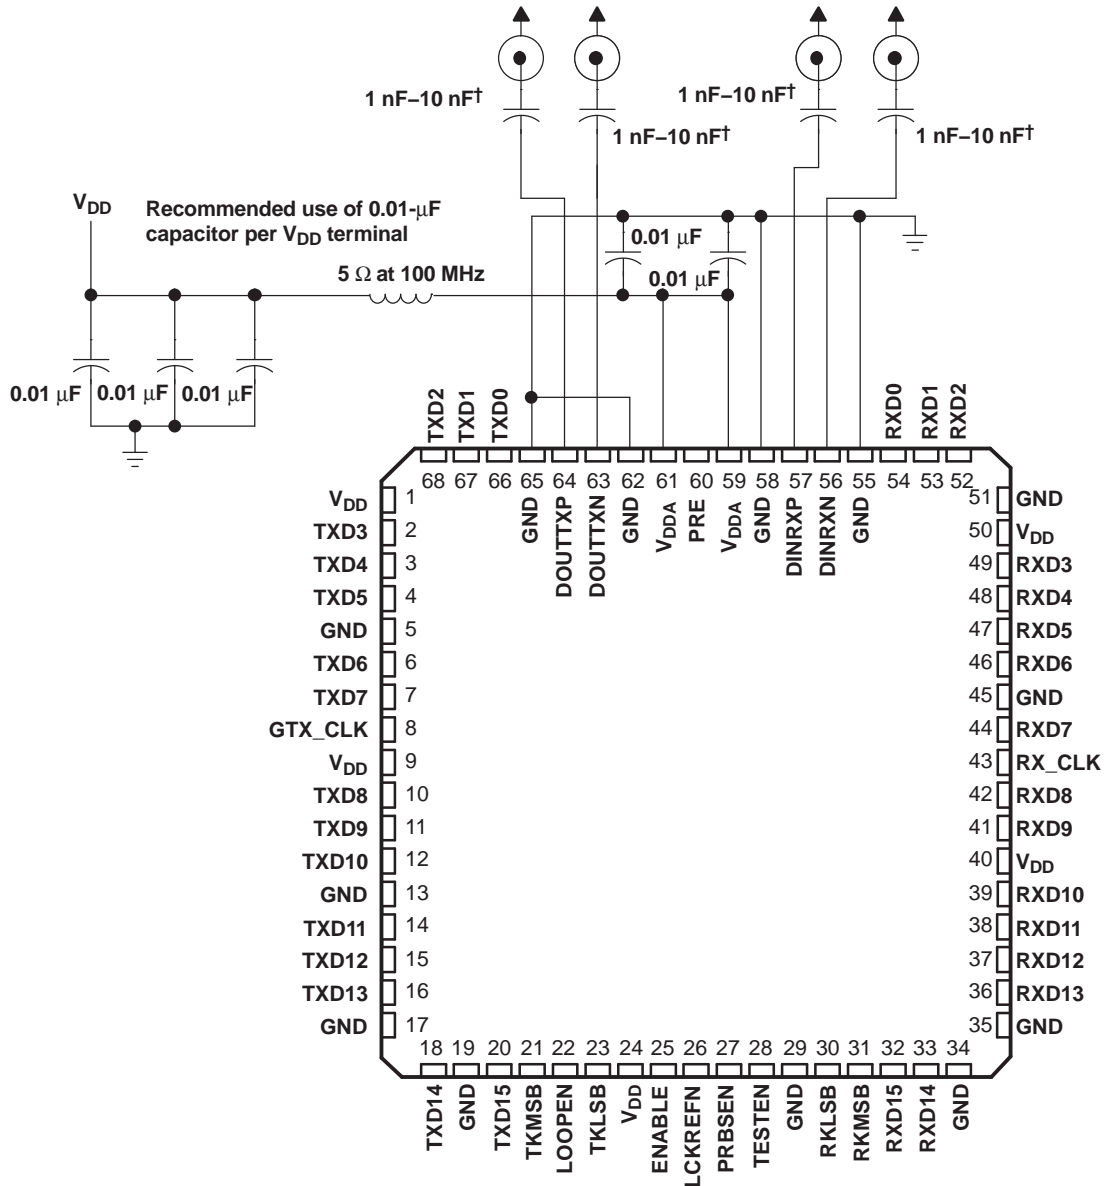 1 nF–10 nF†
1 nF–10 nF†
1 nF–10 nF†
1 nF–10 nF†
VDD
Recommended use of 0.01-μF
capacitor per VDD terminal
5 Ω at 100 MHz
0.01 μF
0.01 μF
0.01 μF
0.01 μF
0.01 μF
TXD2
TXD1
TXD0
RXD0
RXD1
RXD2
68 67 66 65 64 63 62 61 60 59 58 57 56 55 54 53 52
GND
DOUTTXP
DOUTTXN
GND
VDDA
PRE
VDDA
GND
DINRXP
DINRXN
GND
VDD 1
TXD3 2
TXD4 3
TXD5 4
GND 5
TXD6 6
TXD7 7
GTX_CLK 8
VDD 9
TXD8 10
TXD9 11
TXD10 12
GND 13
TXD11 14
TXD12 15
TXD13 16
GND 17
51 GND
50 VDD
49 RXD3
48 RXD4
47 RXD5
46 RXD6
45 GND
44 RXD7
43 RX_CLK
42 RXD8
41 RXD9
40 VDD
39 RXD10
38 RXD11
37 RXD12
36 RXD13
35 GND
18 19 20 21 22 23 24 25 26 27 28 29 30 31 32 33 34
TXD14
GND
TXD15
TKMSB
LOOPEN
TKLSB
VDD
ENABLE
LCKREFN
PRBSEN
TESTEN
GND
RKLSB
RKMSB
RXD15
RXD14
GND